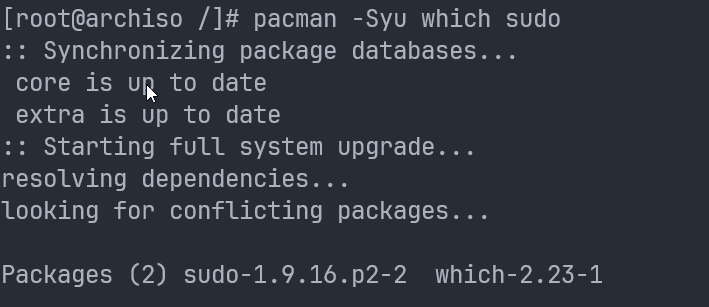 [root@archiso /]# pacman -Syu which sudo
:: Synchronizing package databases...
 core is up to date
 extra is up to date
:: Starting full system upgrade...
resolving dependencies...
looking for conflicting packages...

Packages (2) sudo-1.9.16.p2-2  which-2.23-1